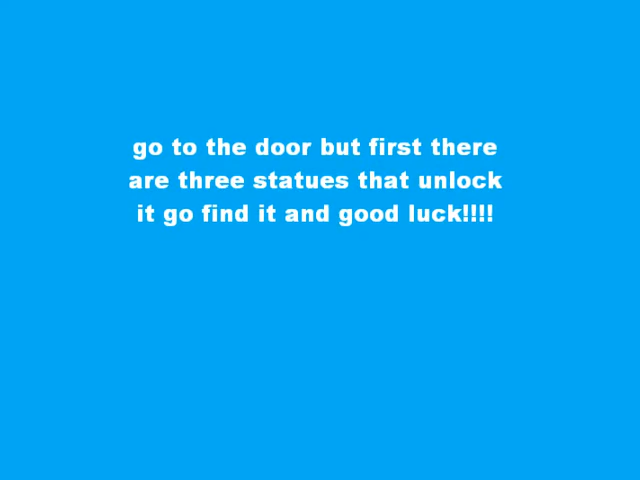 go to the door but first there
are three statues that unlock
it go find it and good luck!!!!